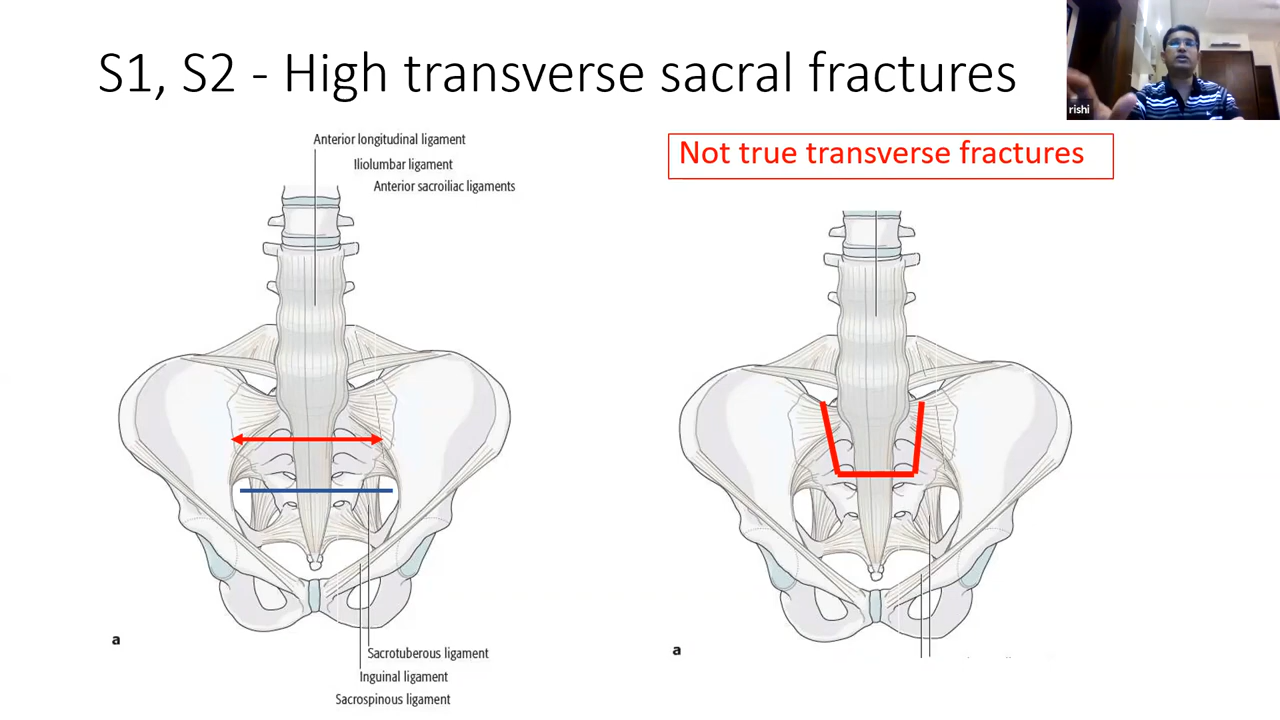 S1, S2 - High transverse sacral fractures
rishi
Anterior longitudinal ligament
Iliolumbar ligament
Anterior sacroiliac ligaments
Not true transverse fractures
a
Sacrotuberous ligament
Inguinal ligament
Sacrospinous ligament
a